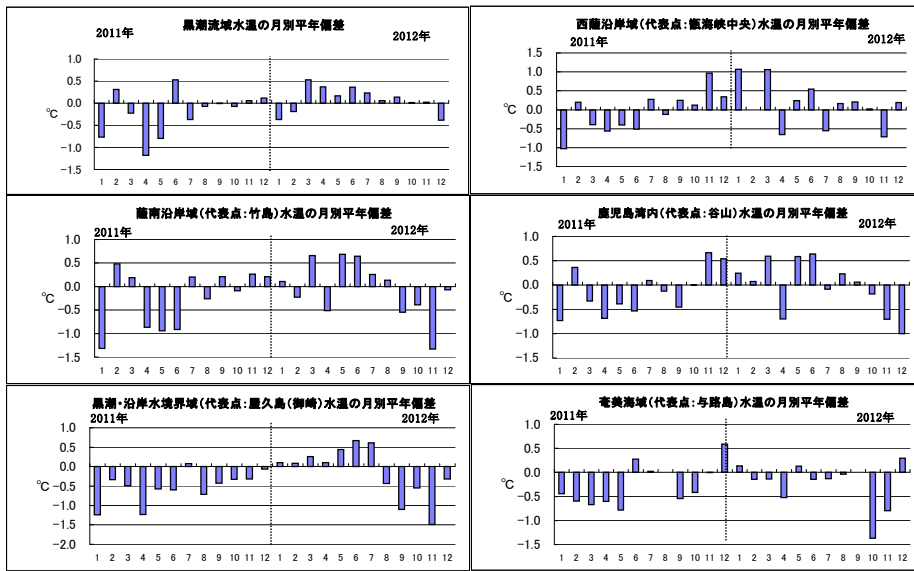 黒潮流域水温の月別平年偏差
2011年
2012年
1.0
0.5
0.0
℃
-0.5
-1.0
-1.5
1 2 3 4 5 6 7 8 9 10 11 12 1 2 3 4 5 6 7 8 9 10 11 12
西薩沿岸域(代表点:甑海峡中央)水温の月別平年偏差
2011年
2012年
1.5
1.0
0.5
0.0
℃
-0.5
-1.0
-1.5
1 2 3 4 5 6 7 8 9 10 11 12 1 2 3 4 5 6 7 8 9 10 11 12
薩南沿岸域(代表点:竹島)水温の月別平年偏差
2011年
2012年
1.0
0.5
0.0
℃
-0.5
-1.0
-1.5
1 2 3 4 5 6 7 8 9 10 11 12 1 2 3 4 5 6 7 8 9 10 11 12
鹿児島湾内(代表点:谷山)水温の月別平年偏差
2011年
2012年
1.0
0.5
0.0
℃
-0.5
-1.0
-1.5
1 2 3 4 5 6 7 8 9 10 11 12 1 2 3 4 5 6 7 8 9 10 11 12
黒潮・沿岸水境界域(代表点:屋久島(御崎)水温の月別平年偏差
2011年
2012年
1.0
0.5
0.0
℃
-0.5
-1.0
-1.5
-2.0
1 2 3 4 5 6 7 8 9 10 11 12 1 2 3 4 5 6 7 8 9 10 11 12
奄美海域(代表点:与路島)水温の月別平年偏差
2011年
2012年
1.0
0.5
0.0
℃
-0.5
-1.0
-1.5
1 2 3 4 5 6 7 8 9 10 11 12 1 2 3 4 5 6 7 8 9 10 11 12